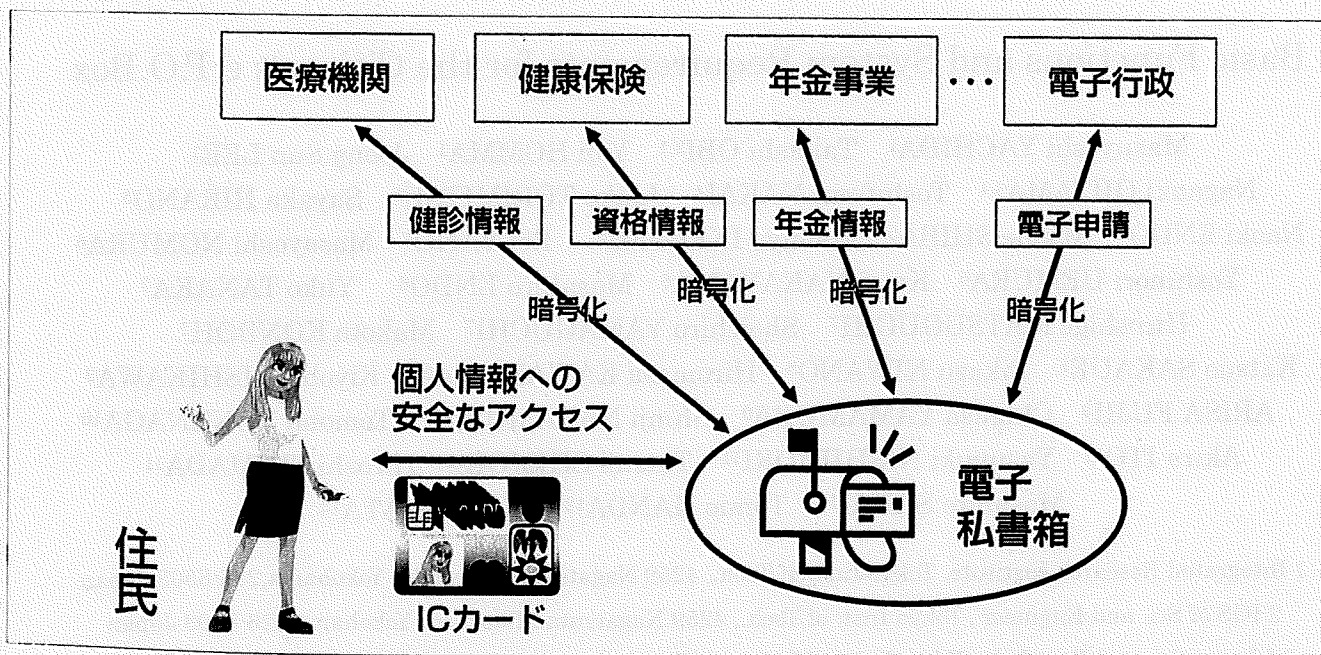 医療機関
健康保険
年金事業
・・・
電子行政
健診情報
資格情報
年金情報
電子申請
暗号化
暗号化
暗号化
暗号化
個人情報への
安全なアクセス
電子
私書箱
住民
ICカード